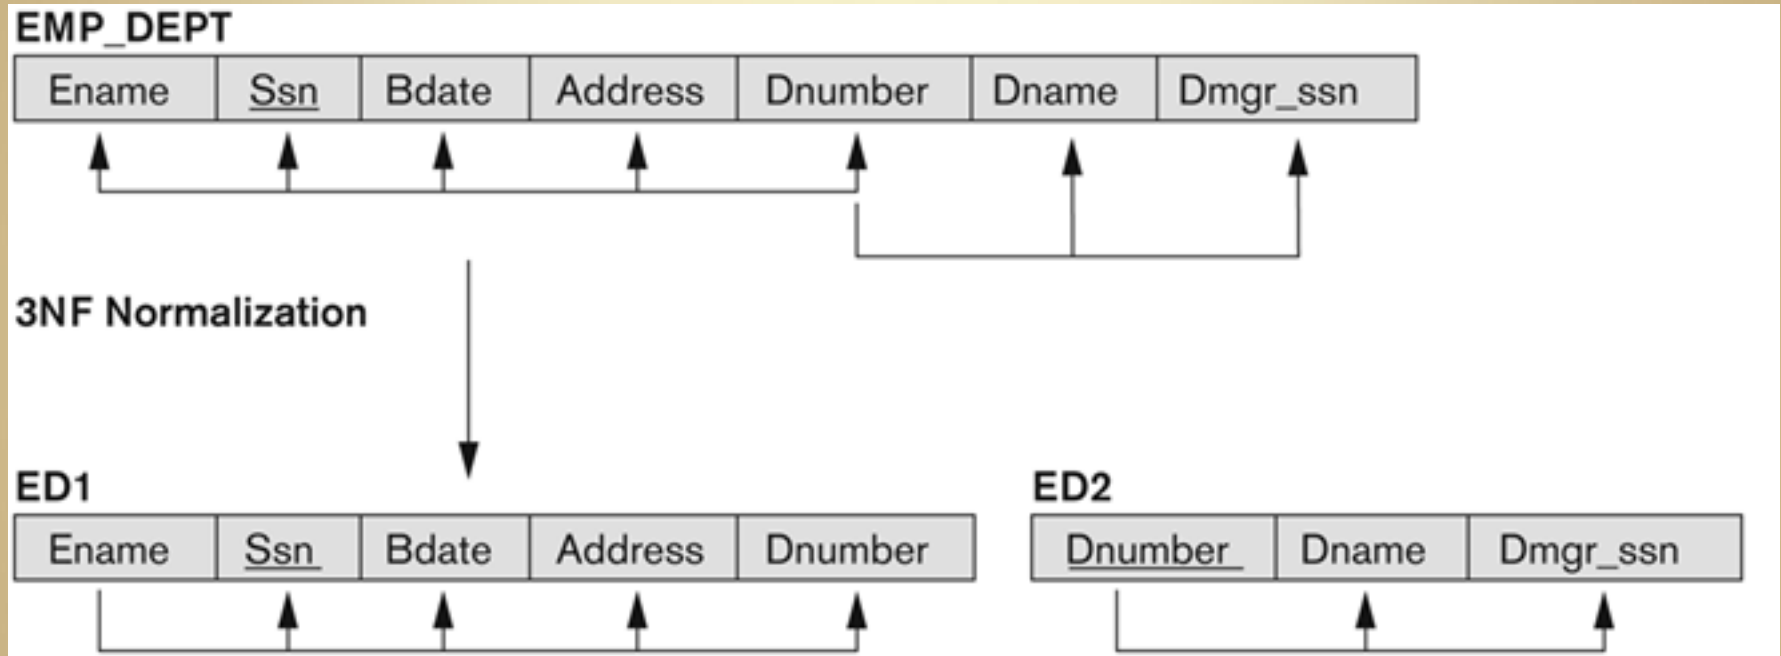 EMP_DEPT
Ename Ssn Bdate Address Dnumber Dname Dmgr_ssn
3NF Normalization
ED1
Ename Ssn Bdate Address Dnumber
ED2
Dnumber Dname Dmgr_ssn